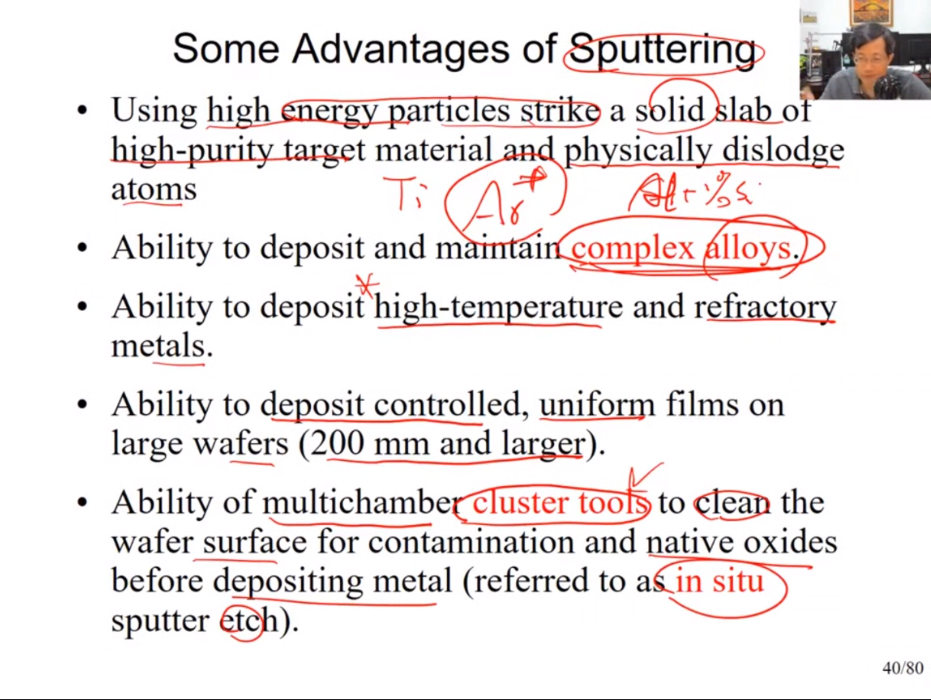 Some Advantages of Sputtering
• Using high energy particles strike a solid slab of
high-purity target material and physically dislodge
atoms
Ti Ar+
• Ability to deposit and maintain complex alloys.
• Ability to deposit high-temperature and refractory
metals.
• Ability to deposit controlled, uniform films on
large wafers (200 mm and larger).
• Ability of multichamber cluster tools to clean the
wafer surface for contamination and native oxides
before depositing metal (referred to as in situ
sputter etch).
40/80